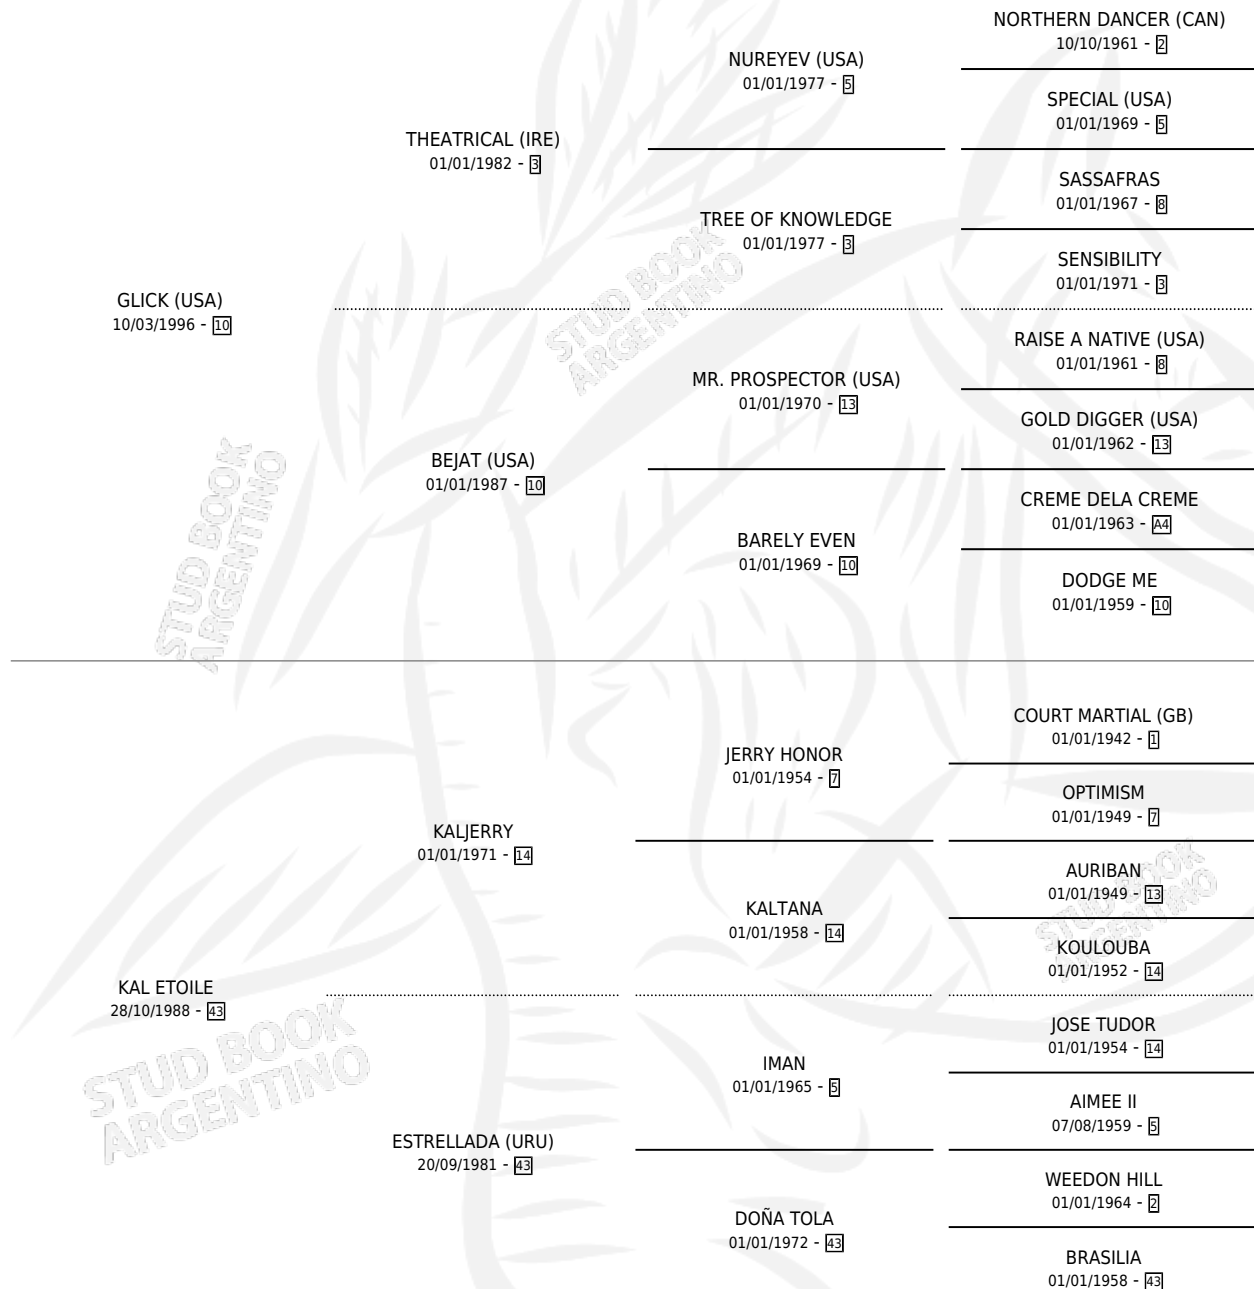 NORTHERN DANCER (CAN)
10/10/1961 - 2
NUREYEV (USA)
01/01/1977 - 5
SPECIAL (USA)
01/01/1969 - 5
THEATRICAL (IRE)
01/01/1982 - 3
SASSAFRAS
01/01/1967 - 8
TREE OF KNOWLEDGE
01/01/1977 - 3
SENSIBILITY
01/01/1971 - 3
GLICK (USA)
10/03/1996 - 10
RAISE A NATIVE (USA)
01/01/1961 - 8
MR. PROSPECTOR (USA)
01/01/1970 - 13
GOLD DIGGER (USA)
01/01/1962 - 13
BEJAT (USA)
01/01/1987 - 10
CREME DELA CREME
01/01/1963 - A4
BARELY EVEN
01/01/1969 - 10
DODGE ME
01/01/1959 - 10
COURT MARTIAL (GB)
01/01/1942 - 1
JERRY HONOR
01/01/1954 - 7
OPTIMISM
01/01/1949 - 7
KALJERRY
01/01/1971 - 14
AURIBAN
01/01/1949 - 13
KALTANA
01/01/1958 - 14
KOULOUBA
01/01/1952 - 14
KAL ETOILE
28/10/1988 - 43
JOSE TUDOR
01/01/1954 - 14
IMAN
01/01/1965 - 5
AIMEE II
07/08/1959 - 5
ESTRELLADA (URU)
20/09/1981 - 43
WEEDON HILL
01/01/1964 - 2
DOÑA TOLA
01/01/1972 - 43
BRASILIA
01/01/1958 - 43
STUD BOOK
ARGENTINO
STUD BOOK
ARGENTINO
STUD BOOK
ARGENTINO
STUD BOOK
ARGENTINO